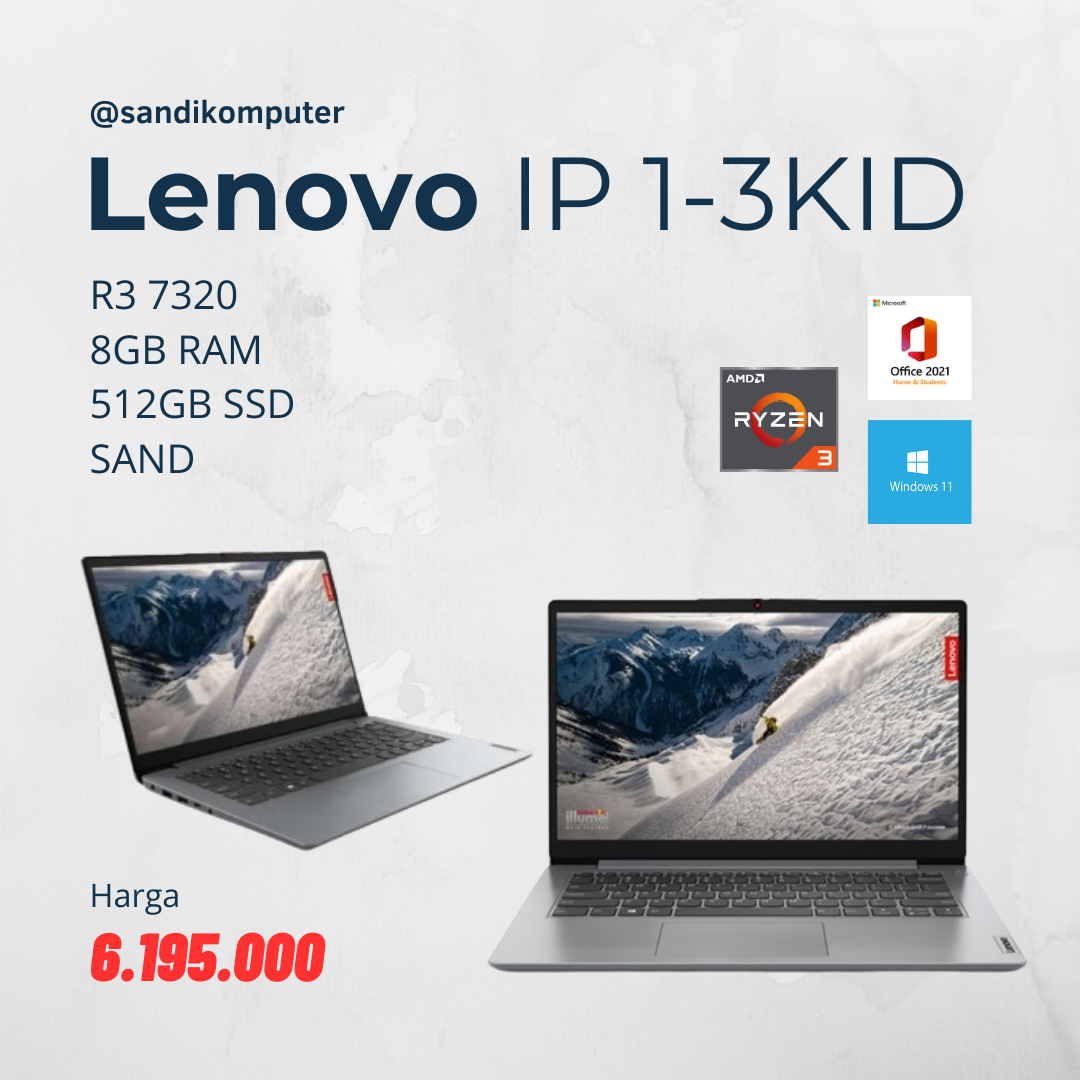 @sandikomputer
Lenovo IP 1-3KID
R3 7320
8GB RAM
512GB SSD
SAND
Microsoft
Office 2021
Home & Students
AMD
RYZEN
3
Windows 11
Lenovo
Harga
6.195.000